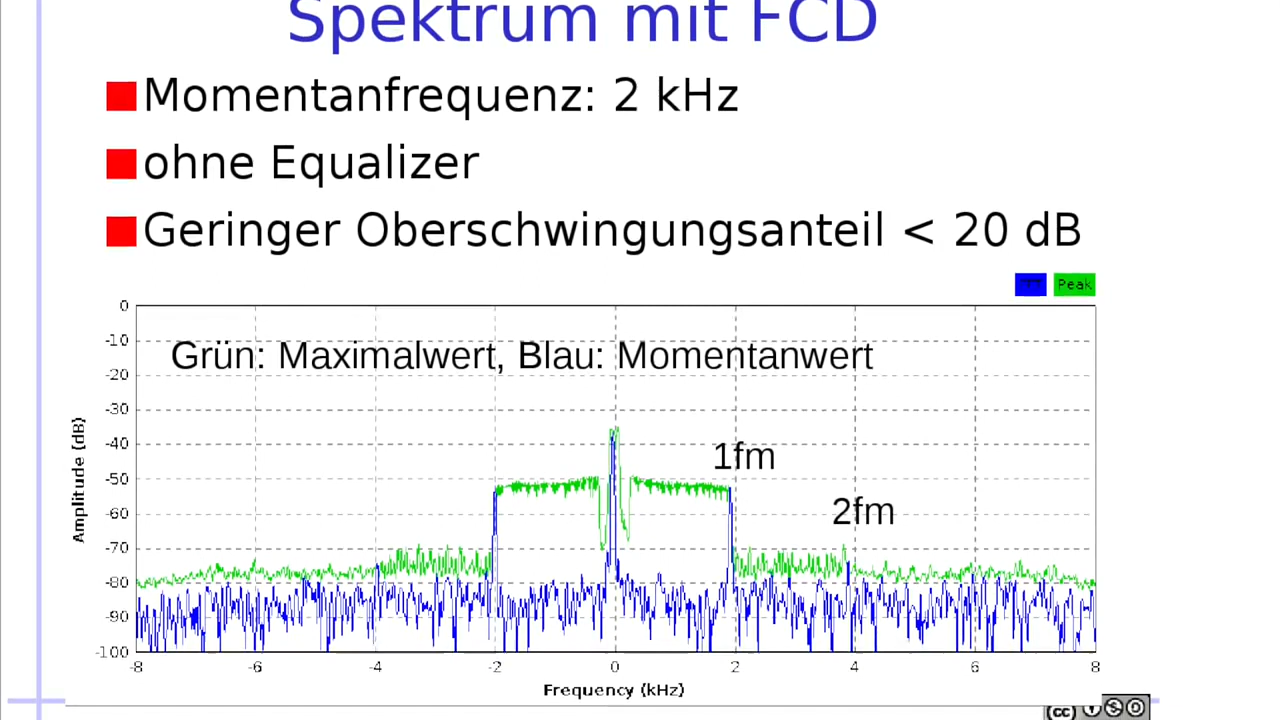 Spektrum mit FCD
Momentanfrequenz: 2 kHz
ohne Equalizer
Geringer Oberschwingungsanteil < 20 dB
Peak
0
-10
Grün: Maximalwert, Blau: Momentanwert
-20
-30
-40
1fm
-50
2fm
-60
-70
-80
-90
-100
Amplitude (dB)
-8 -6 -4 -2 0 2 4 6 8
Frequency (kHz)
cc